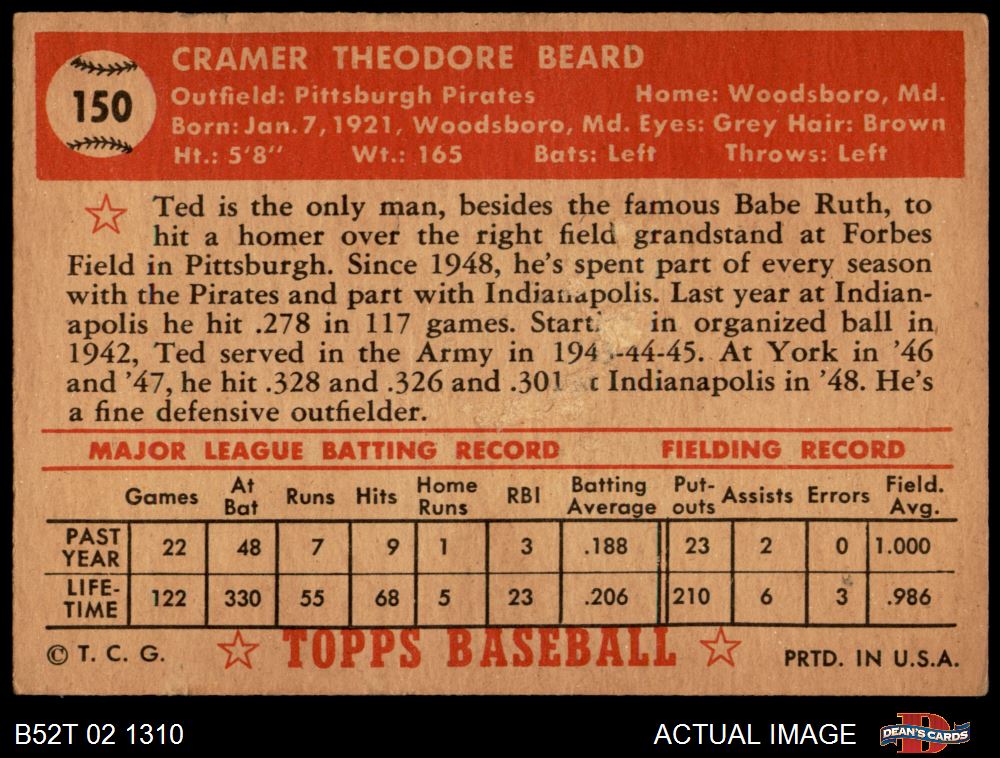 CRAMER THEODORE BEARD
150
Outfield: Pittsburgh Pirates Home: Woodsboro, Md.
Born: Jan. 7, 1921, Woodsboro, Md. Eyes: Grey Hair: Brown
Ht.: 5'8" Wt.: 165 Bats: Left Throws: Left
Ted is the only man, besides the famous Babe Ruth, to
hit a homer over the right field grandstand at Forbes
Field in Pittsburgh. Since 1948, he's spent part of every season
with the Pirates and part with Indianapolis. Last year at Indian-
apolis he hit .278 in 117 games. in organized ball in
1942, Ted served in the Army in -44-45. At York in '46
and '47, he hit .328 and .326 and .301 Indianapolis in '48. He's
a fine defensive outfielder.
MAJOR LEAGUE BATTING RECORD FIELDING RECORD
Games At Bat Runs Hits Home Runs RBI Batting Average Put-outs Assists Errors Field. Avg.
PAST YEAR 22 48 7 9 1 3 .188 23 2 0 1.000
LIFE-TIME 122 330 55 68 5 23 .206 210 6 3 .986
© T. C. G. TOPPS BASEBALL PRTD. IN U.S.A.
B52T 02 1310 ACTUAL IMAGE DEAN'S CARDS